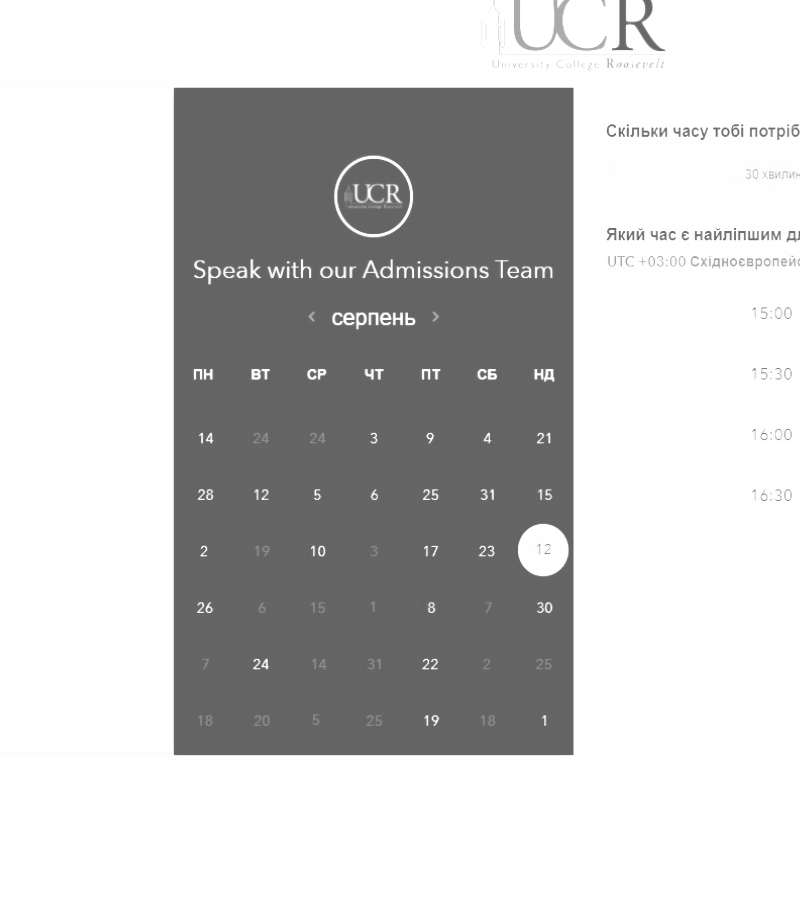 UCR
University College Roosevelt
UCR
University College Roosevelt
Speak with our Admissions Team
‹ серпень ›
ПН ВТ СР ЧТ ПТ СБ НД
14 24 24 3 9 4 21
28 12 5 6 25 31 15
2 19 10 3 17 23 12
26 6 15 1 8 7 30
7 24 14 31 22 2 25
18 20 5 25 19 18 1
Скільки часу тобі потріб
30 хвилин
Який час є найліпшим д
UTC +03:00 Східноєвропейс
15:00
15:30
16:00
16:30